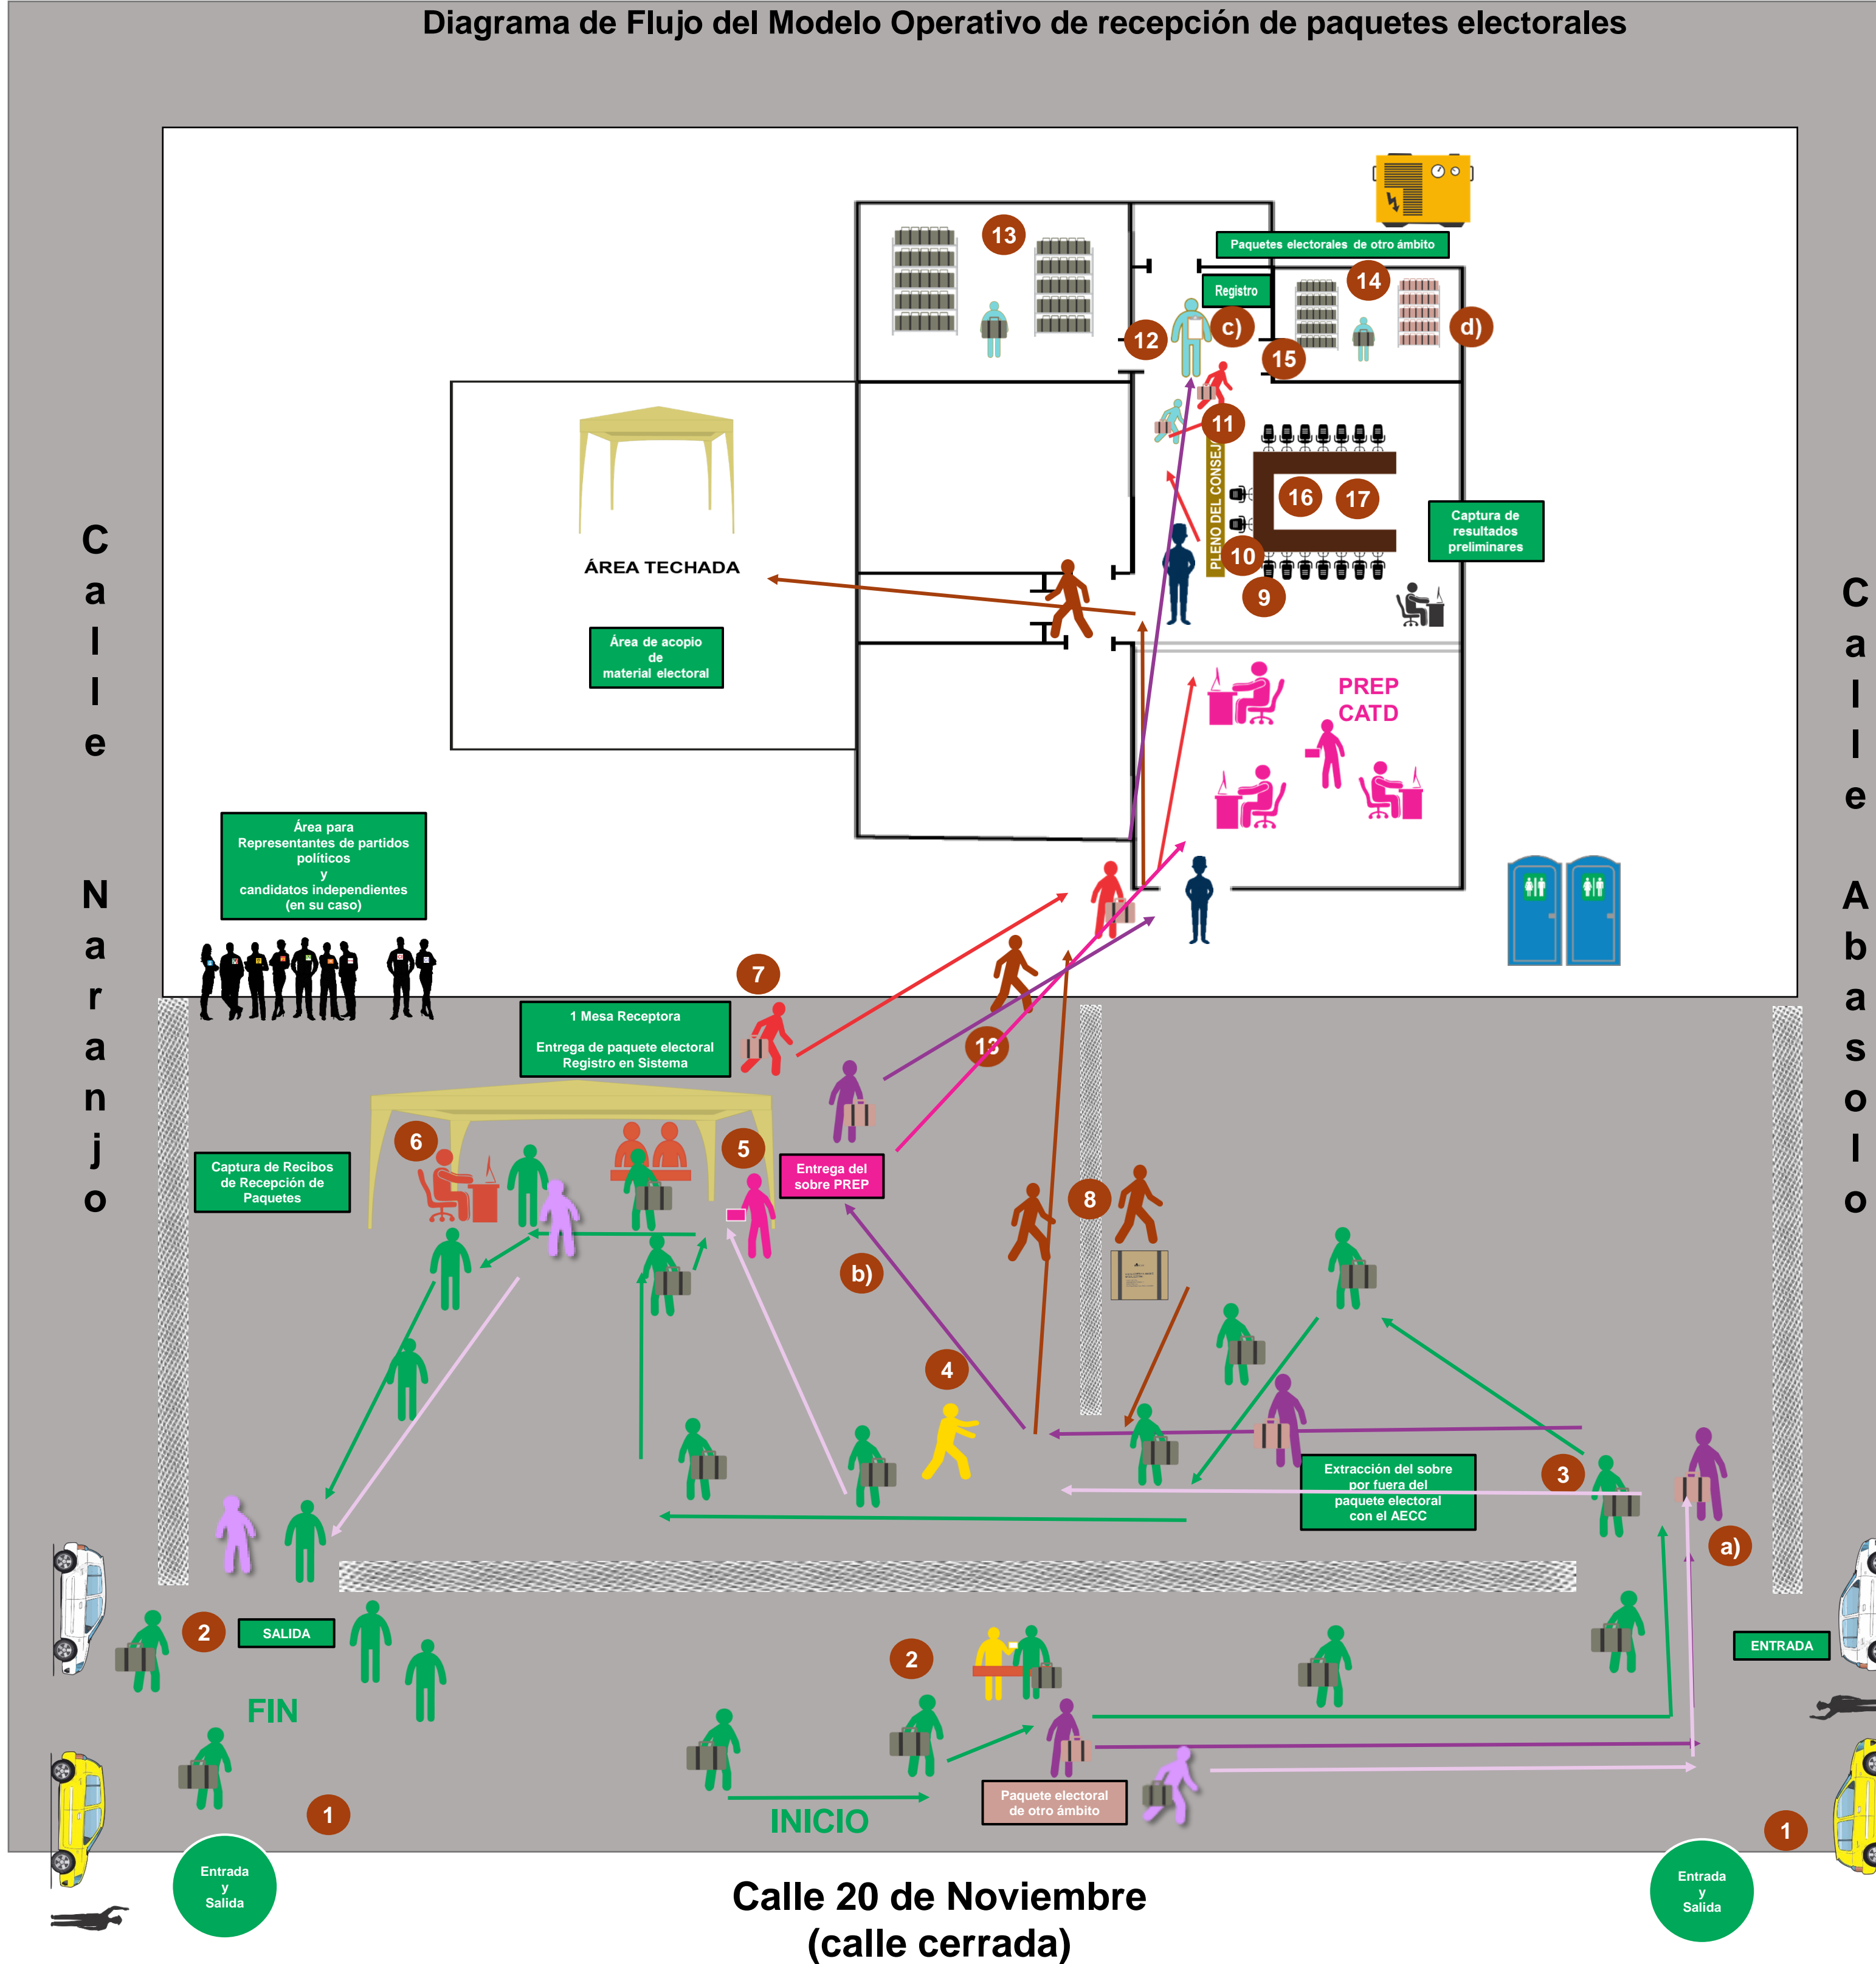 Diagrama de Flujo del Modelo Operativo de recepción de paquetes electorales
13
Paquetes electorales de otro ámbito
14
Registro
c)
d)
12
15
11
PLENO DEL CONSEJO
16
17
Captura de
resultados
preliminares
10
9
ÁREA TECHADA
Área de acopio
de
material electoral
PREP
CATD
Calle Naranjo
Calle Abasolo
Área para
Representantes de partidos
políticos
y
candidatos independientes
(en su caso)
7
1 Mesa Receptora
Entrega de paquete electoral
Registro en Sistema
13
6
5
Captura de Recibos
de Recepción de
Paquetes
Entrega del
sobre PREP
8
b)
4
Extracción del sobre
por fuera del
paquete electoral
con el AECC
3
a)
2
SALIDA
2
ENTRADA
FIN
INICIO
Paquete electoral
de otro ámbito
1
1
Entrada
y
Salida
Entrada
y
Salida
Calle 20 de Noviembre
(calle cerrada)